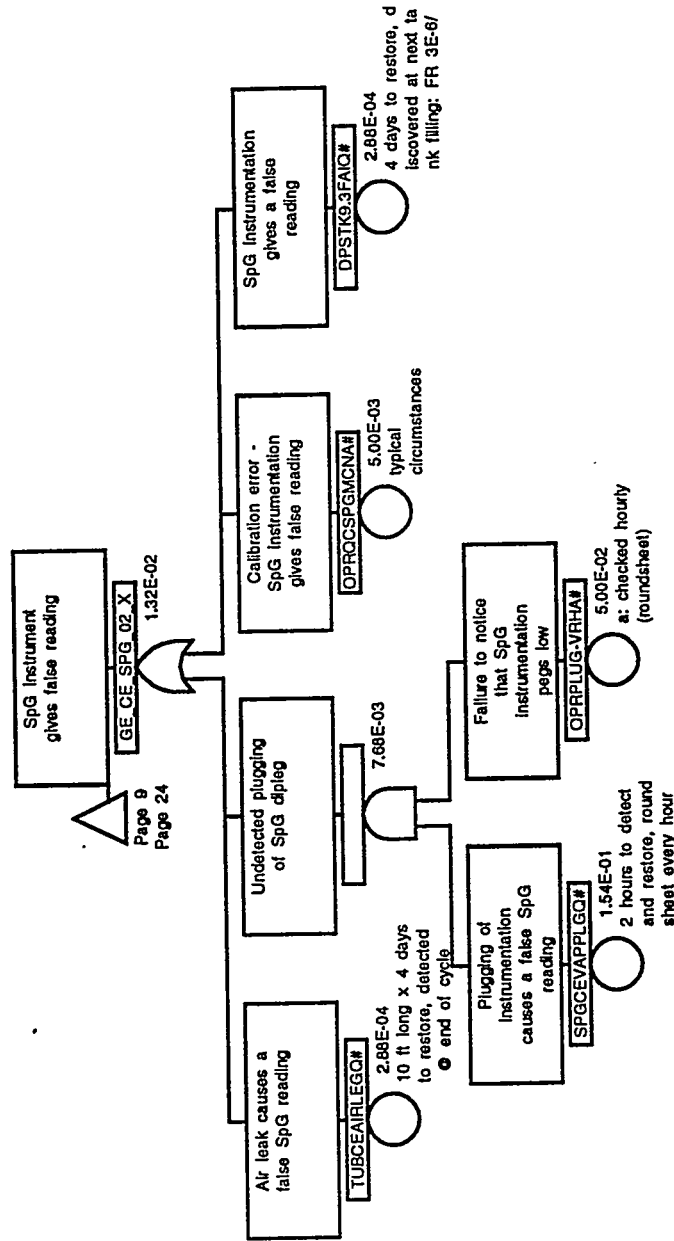 SpG Instrument
gives false reading
GE_CE_SPG_02_X
1.32E-02
Page 9
Page 24
Air leak causes a
false SpG reading
TUBCEAIRLEGQ#
2.88E-04
10 ft long x 4 days
to restore, detected
@ end of cycle
Undetected plugging
of SpG dipleg
7.68E-03
Calibration error -
SpG Instrumentation
gives false reading
OPRQCSPGMCNA#
5.00E-03
typical
circumstances
SpG Instrumentation
gives a false
reading
DPSTK9.3FAIQ#
2.88E-04
4 days to restore, d
iscovered at next ta
nk filling: FR 3E-6/
Plugging of
Instrumentation
causes a false SpG
reading
SPGCEVAPPLGQ#
1.54E-01
2 hours to detect
and restore, round
sheet every hour
Failure to notice
that SpG
Instrumentation
pegs low
OPRPLUG-VRHA#
5.00E-02
a: checked hourly
(roundsheet)